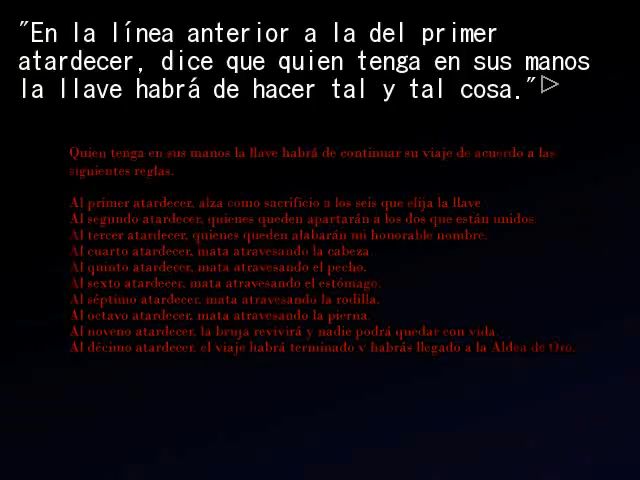 "En la línea anterior a la del primer
atardecer, dice que quien tenga en sus manos
la llave habrá de hacer tal y tal cosa."
Quien tenga en sus manos la llave habrá de continuar su viaje de acuerdo a las
siguientes reglas.
Al primer atardecer, alza como sacrificio a los seis que elija la llave
Al segundo atardecer, quienes queden apartarán a los dos que están unidos.
Al tercer atardecer, quienes queden alabarán mi honorable nombre.
Al cuarto atardecer, mata atravesando la cabeza.
Al quinto atardecer, mata atravesando el pecho.
Al sexto atardecer, mata atravesando el estómago.
Al séptimo atardecer, mata atravesando la rodilla.
Al octavo atardecer, mata atravesando la pierna.
Al noveno atardecer, la bruja revivirá y nadie podrá quedar con vida.
Al décimo atardecer, el viaje habrá terminado y habrás llegado a la Aldea de Oro.